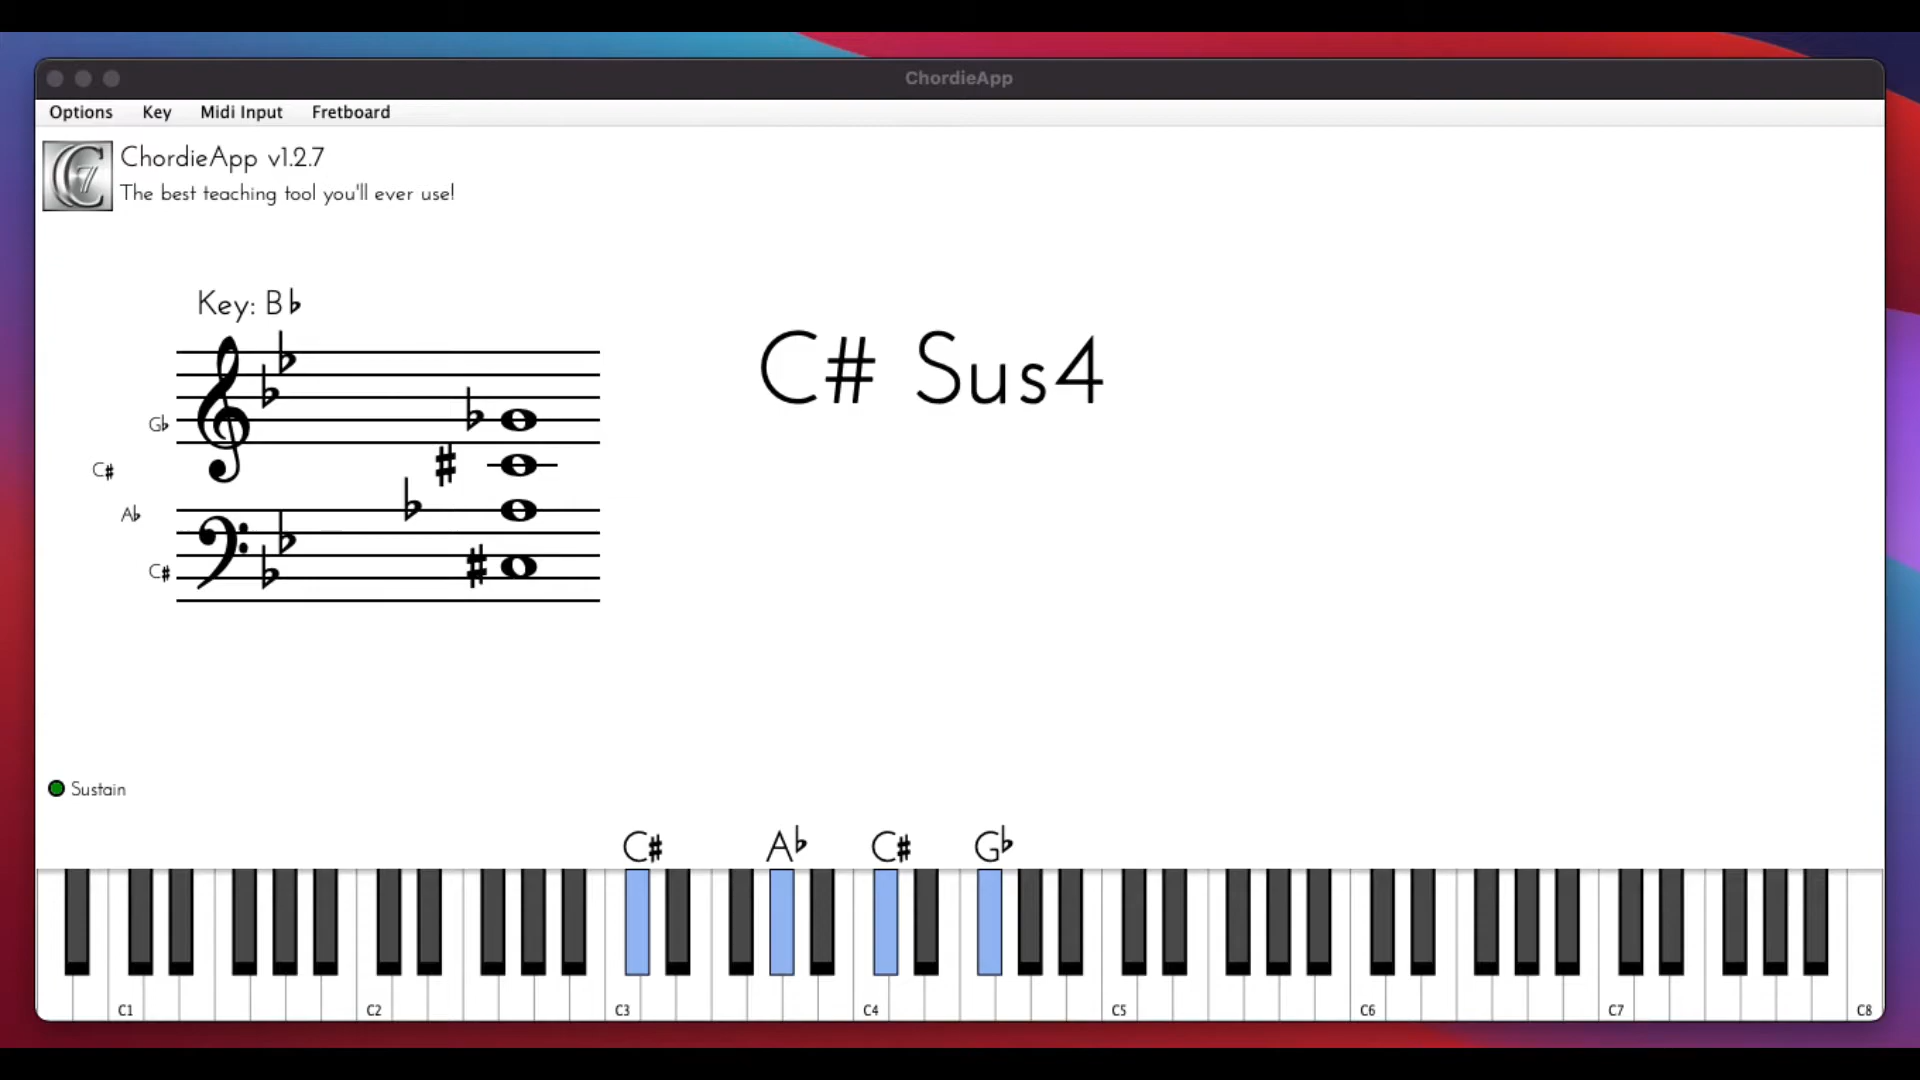 ChordieApp
Options Key Midi Input Fretboard
ChordieApp v1.2.7
The best teaching tool you'll ever use!
Key: B♭
C# Sus4
G♭
C#
A♭
C#
Sustain
C# A♭ C# G♭
C1 C2 C3 C4 C5 C6 C7 C8